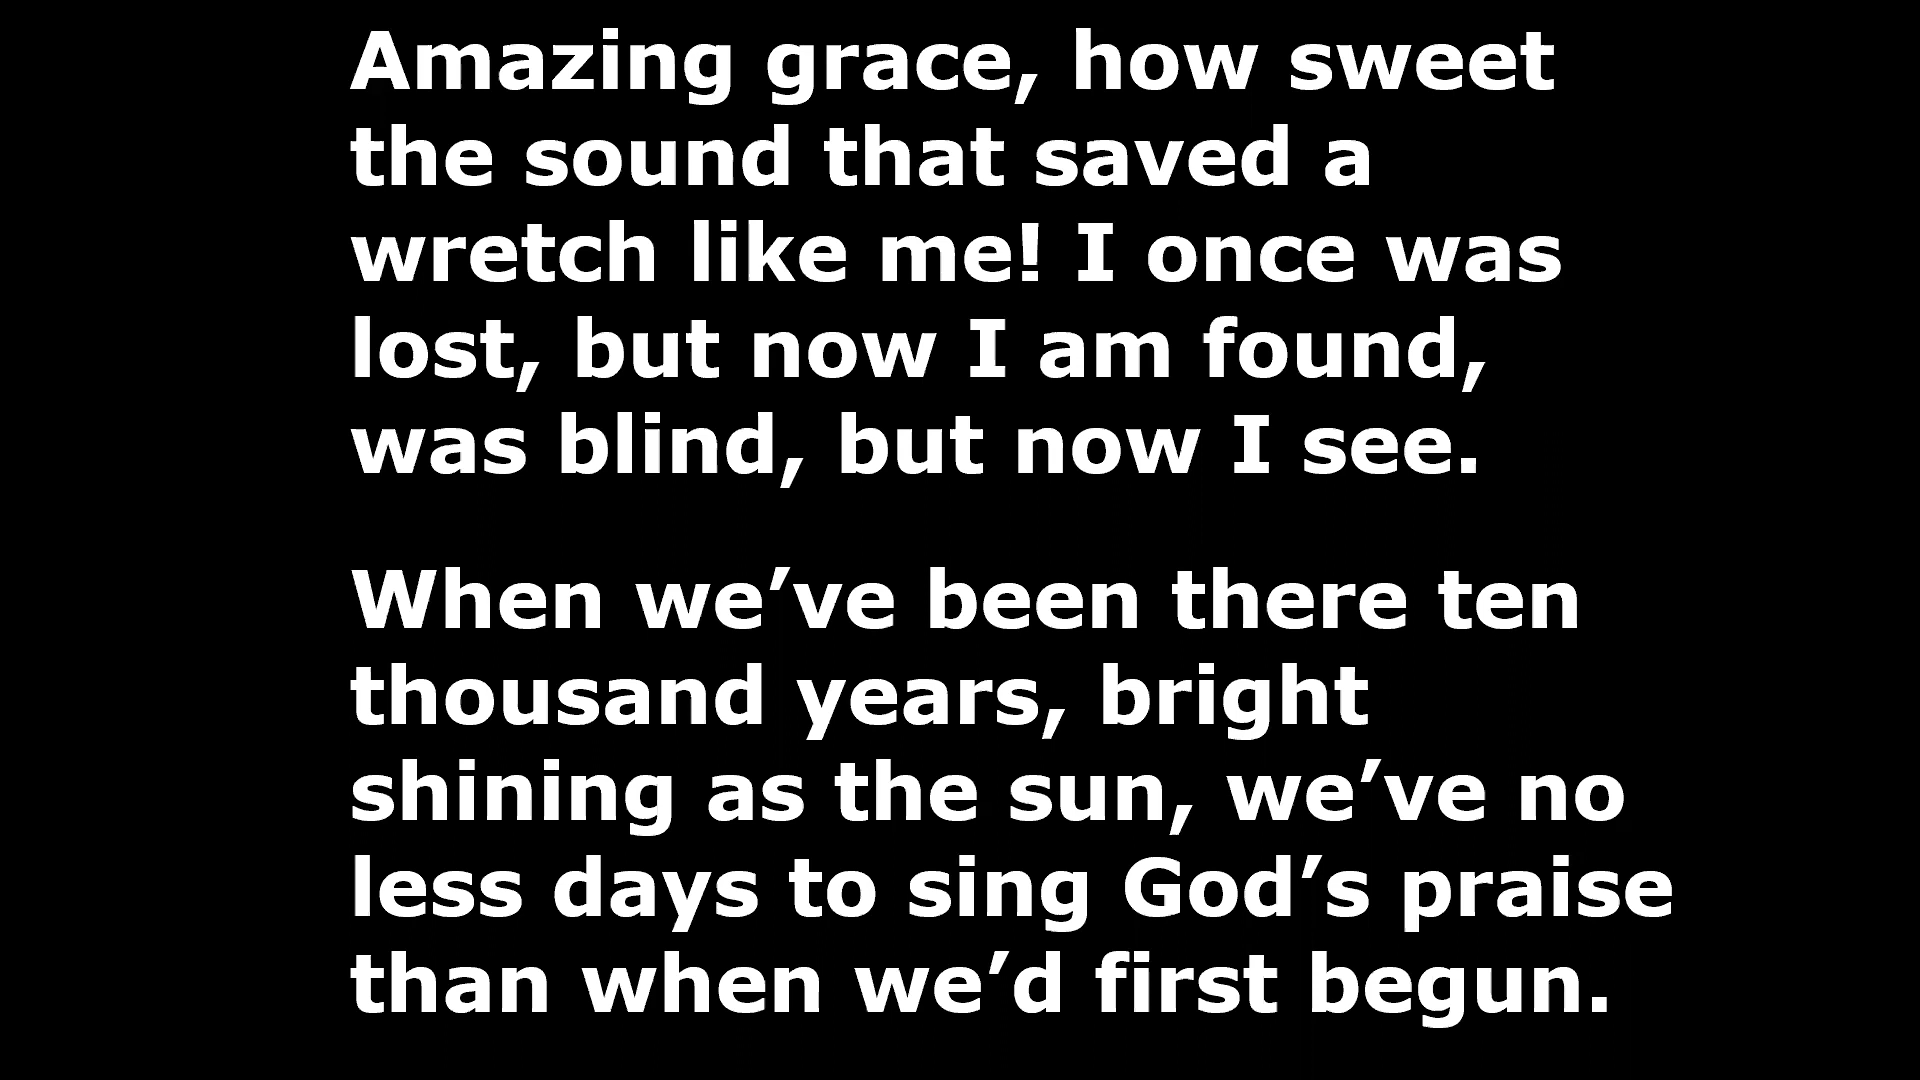 Amazing grace, how sweet
the sound that saved a
wretch like me! I once was
lost, but now I am found,
was blind, but now I see.
When we’ve been there ten
thousand years, bright
shining as the sun, we’ve no
less days to sing God’s praise
than when we’d first begun.